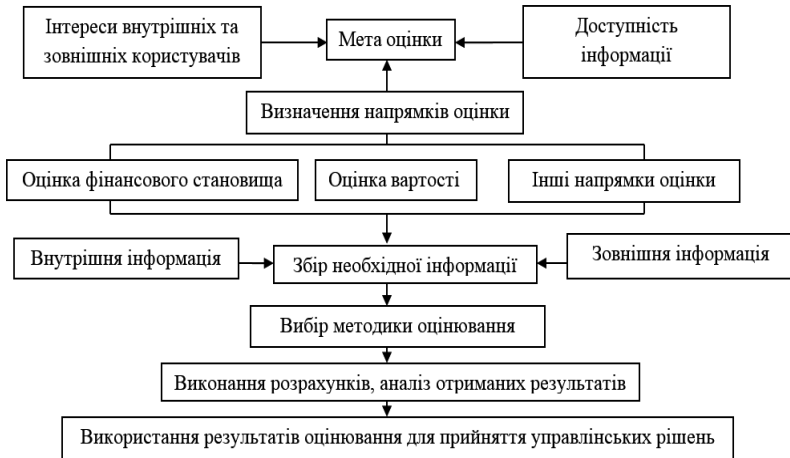 Інтереси внутрішніх та
зовнішніх користувачів
Мета оцінки
Доступність
інформації
Визначення напрямків оцінки
Оцінка фінансового становища
Оцінка вартості
Інші напрямки оцінки
Внутрішня інформація
Збір необхідної інформації
Зовнішня інформація
Вибір методики оцінювання
Виконання розрахунків, аналіз отриманих результатів
Використання результатів оцінювання для прийняття управлінських рішень